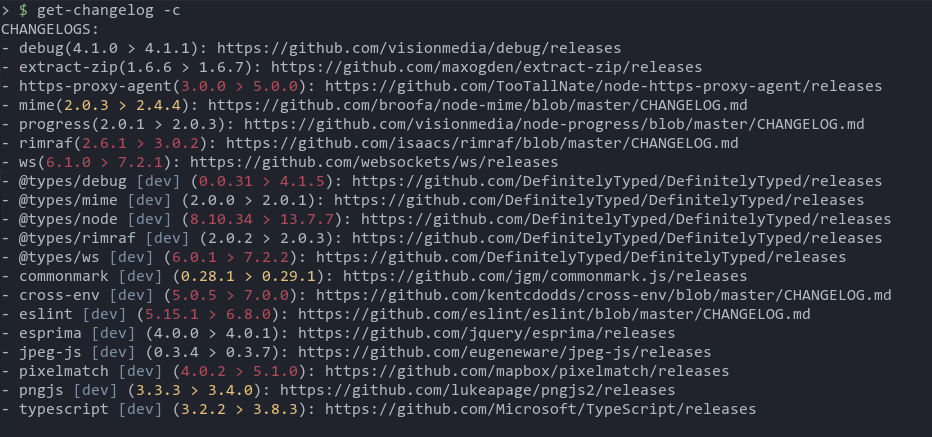 > $ get-changelog -c
CHANGELOGS:
- debug(4.1.0 > 4.1.1): https://github.com/visionmedia/debug/releases
- extract-zip(1.6.6 > 1.6.7): https://github.com/maxogden/extract-zip/releases
- https-proxy-agent(3.0.0 > 5.0.0): https://github.com/TooTallNate/node-https-proxy-agent/releases
- mime(2.0.3 > 2.4.4): https://github.com/broofa/node-mime/blob/master/CHANGELOG.md
- progress(2.0.1 > 2.0.3): https://github.com/visionmedia/node-progress/blob/master/CHANGELOG.md
- rimraf(2.6.1 > 3.0.2): https://github.com/isaacs/rimraf/blob/master/CHANGELOG.md
- ws(6.1.0 > 7.2.1): https://github.com/websockets/ws/releases
- @types/debug [dev] (0.0.31 > 4.1.5): https://github.com/DefinitelyTyped/DefinitelyTyped/releases
- @types/mime [dev] (2.0.0 > 2.0.1): https://github.com/DefinitelyTyped/DefinitelyTyped/releases
- @types/node [dev] (8.10.34 > 13.7.7): https://github.com/DefinitelyTyped/DefinitelyTyped/releases
- @types/rimraf [dev] (2.0.2 > 2.0.3): https://github.com/DefinitelyTyped/DefinitelyTyped/releases
- @types/ws [dev] (6.0.1 > 7.2.2): https://github.com/DefinitelyTyped/DefinitelyTyped/releases
- commonmark [dev] (0.28.1 > 0.29.1): https://github.com/jgm/commonmark.js/releases
- cross-env [dev] (5.0.5 > 7.0.0): https://github.com/kentcdodds/cross-env/blob/master/CHANGELOG.md
- eslint [dev] (5.15.1 > 6.8.0): https://github.com/eslint/eslint/blob/master/CHANGELOG.md
- esprima [dev] (4.0.0 > 4.0.1): https://github.com/jquery/esprima/releases
- jpeg-js [dev] (0.3.4 > 0.3.7): https://github.com/eugeneware/jpeg-js/releases
- pixelmatch [dev] (4.0.2 > 5.1.0): https://github.com/mapbox/pixelmatch/releases
- pngjs [dev] (3.3.3 > 3.4.0): https://github.com/lukeapage/pngjs2/releases
- typescript [dev] (3.2.2 > 3.8.3): https://github.com/Microsoft/TypeScript/releases